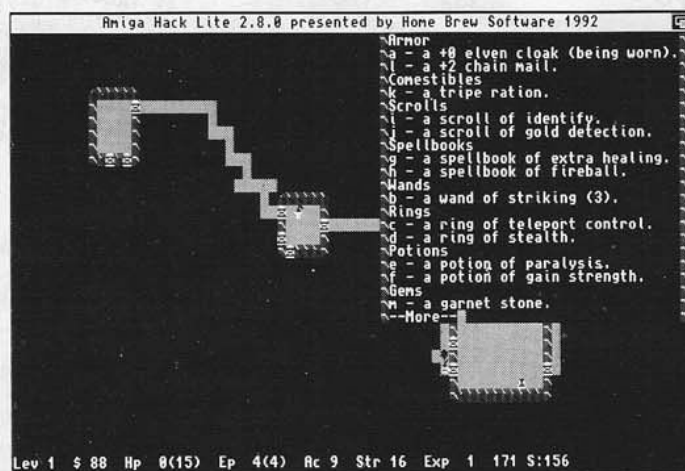 Amiga Hack Lite 2.8.0 presented by Home Brew Software 1992
Armor
a - a +0 elven cloak (being worn).
l - a +2 chain mail.
Comestibles
k - a tripe ration.
Scrolls
i - a scroll of identify.
j - a scroll of gold detection.
Spellbooks
g - a spellbook of extra healing.
h - a spellbook of fireball.
Wands
b - a wand of striking (3).
Rings
c - a ring of teleport control.
d - a ring of stealth.
Potions
e - a potion of paralysis.
f - a potion of gain strength.
Gems
m - a garnet stone.
--More--
Lev 1 $ 88 Hp 0(15) Ep 4(4) Ac 9 Str 16 Exp 1 171 S:156